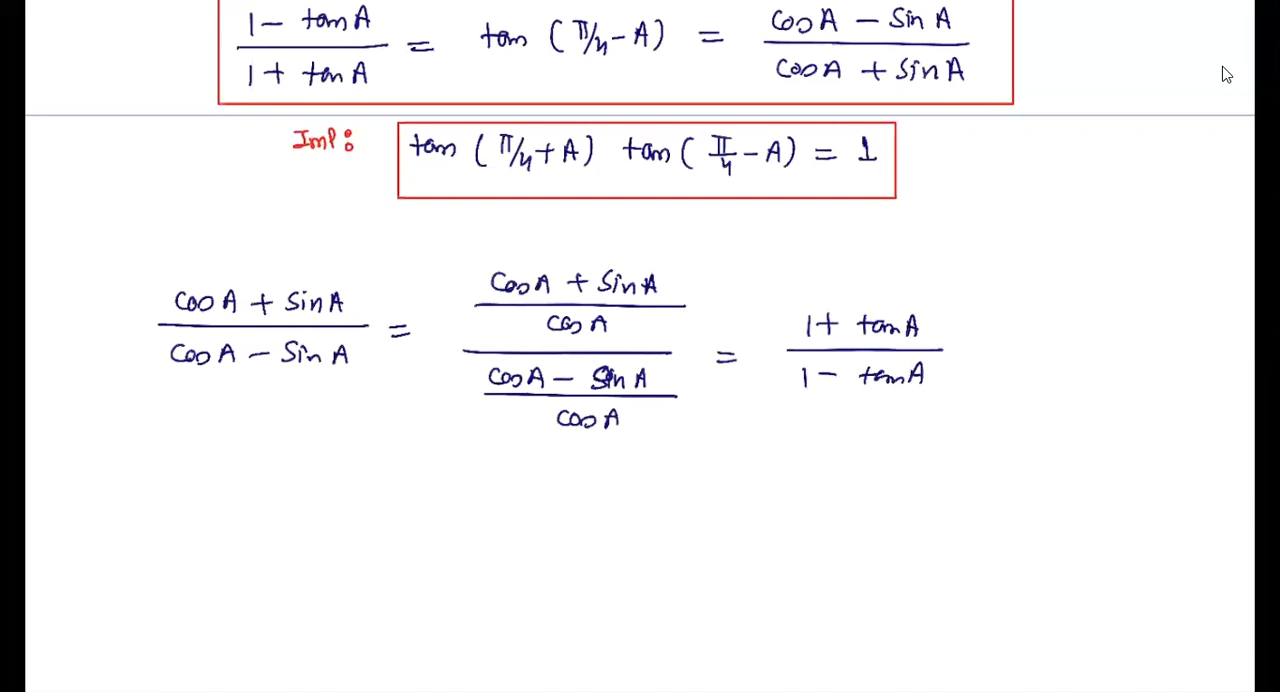 (1 - tan A)/(1 + tan A) = tan (π/4 - A) = (cos A - sin A)/(cos A + sin A)
Imp: tan (π/4 + A) tan (π/4 - A) = 1
(cos A + sin A)/(cos A - sin A) = ((cos A + sin A)/cos A)/((cos A - sin A)/cos A) = (1 + tan A)/(1 - tan A)